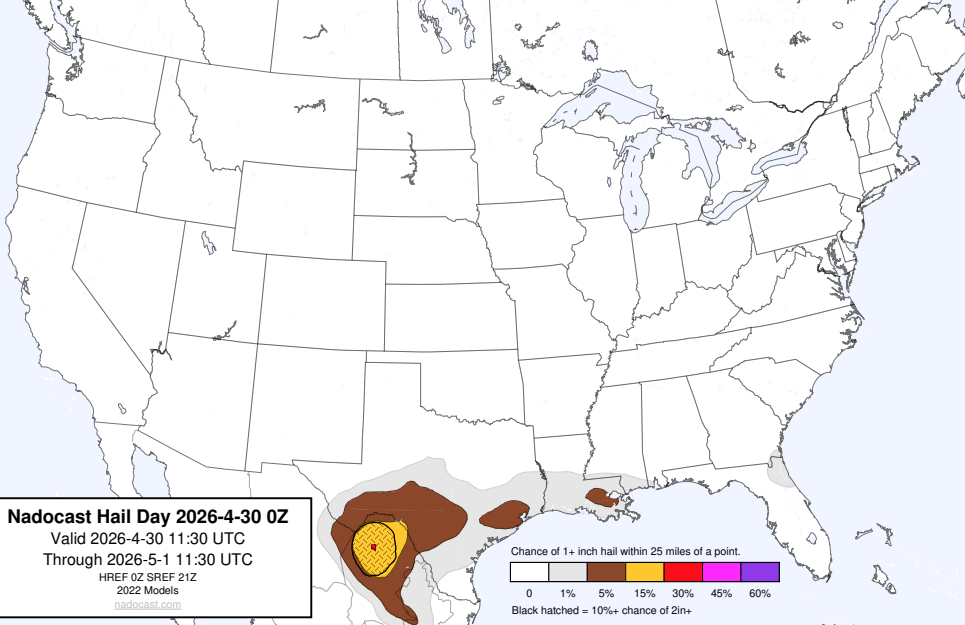 Nadocast Hail Day 2026-4-30 0Z
Valid 2026-4-30 11:30 UTC
Through 2026-5-1 11:30 UTC
HREF 0Z SREF 21Z
2022 Models
nadocast.com
Chance of 1+ inch hail within 25 miles of a point.
0 1% 5% 15% 30% 45% 60%
Black hatched = 10%+ chance of 2in+